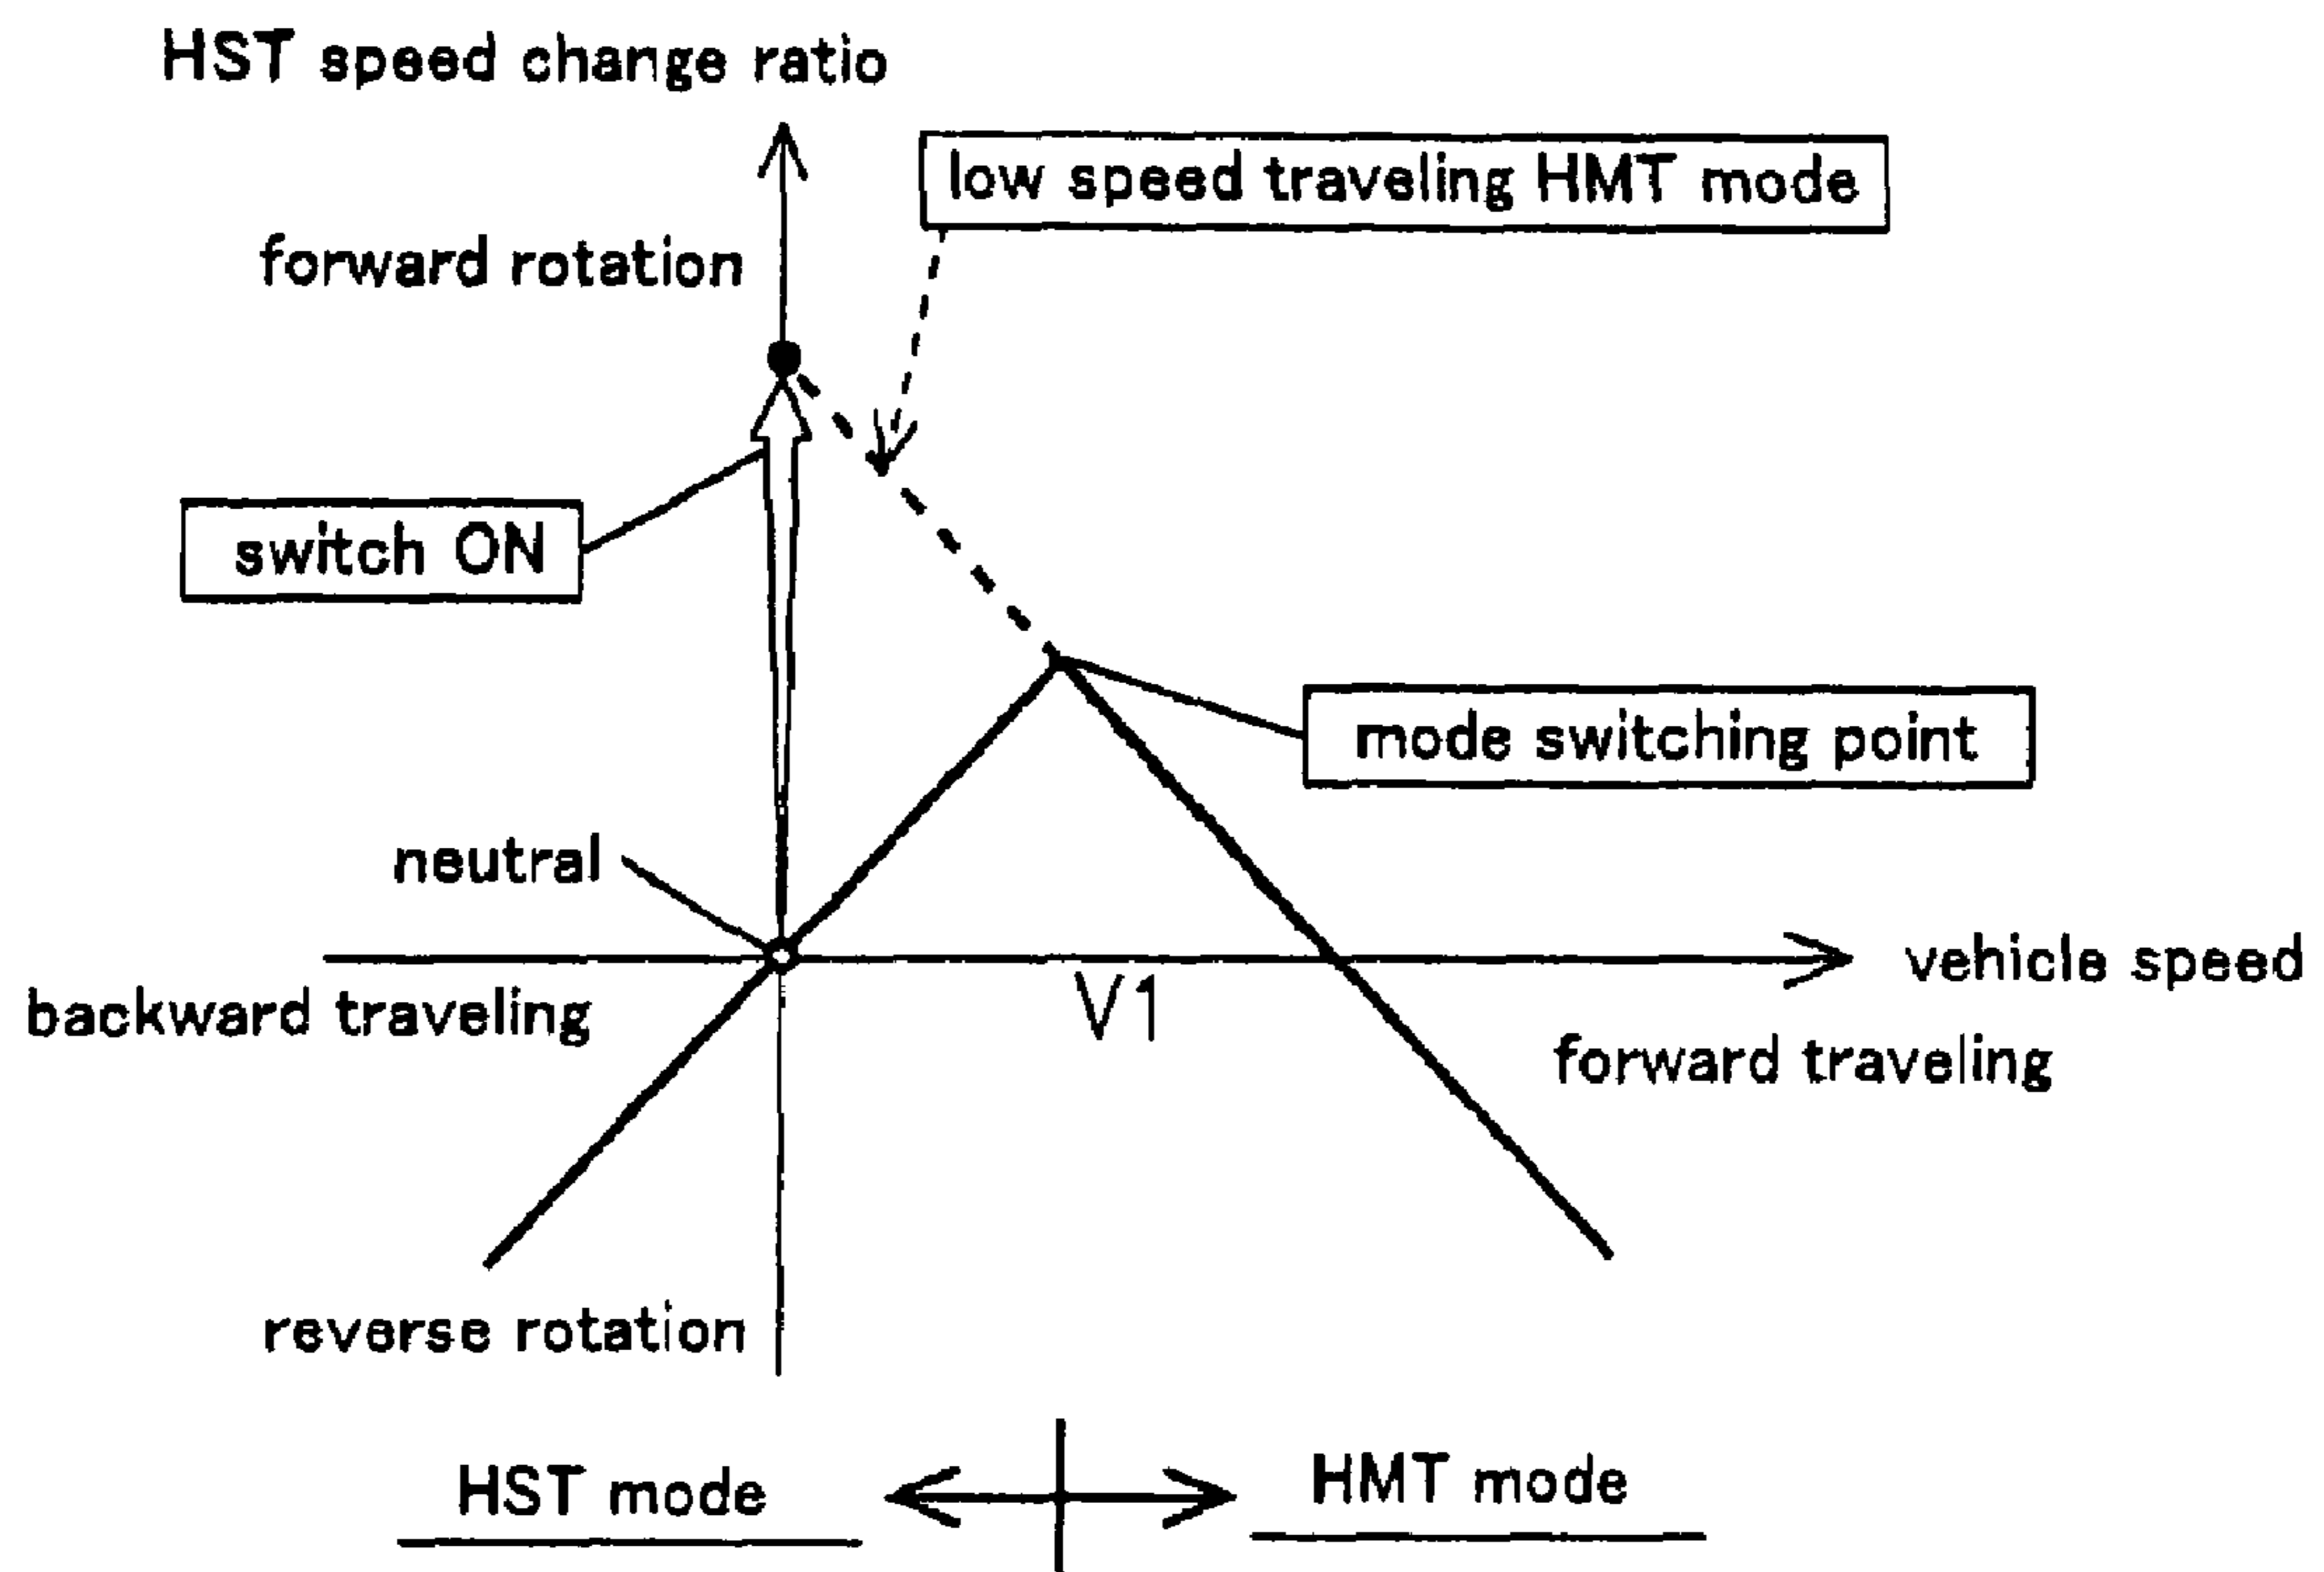 HST speed change ratio
low speed traveling HMT mode
forward rotation
switch ON
mode switching point
neutral
vehicle speed
backward traveling
V1
forward traveling
reverse rotation
HST mode
HMT mode